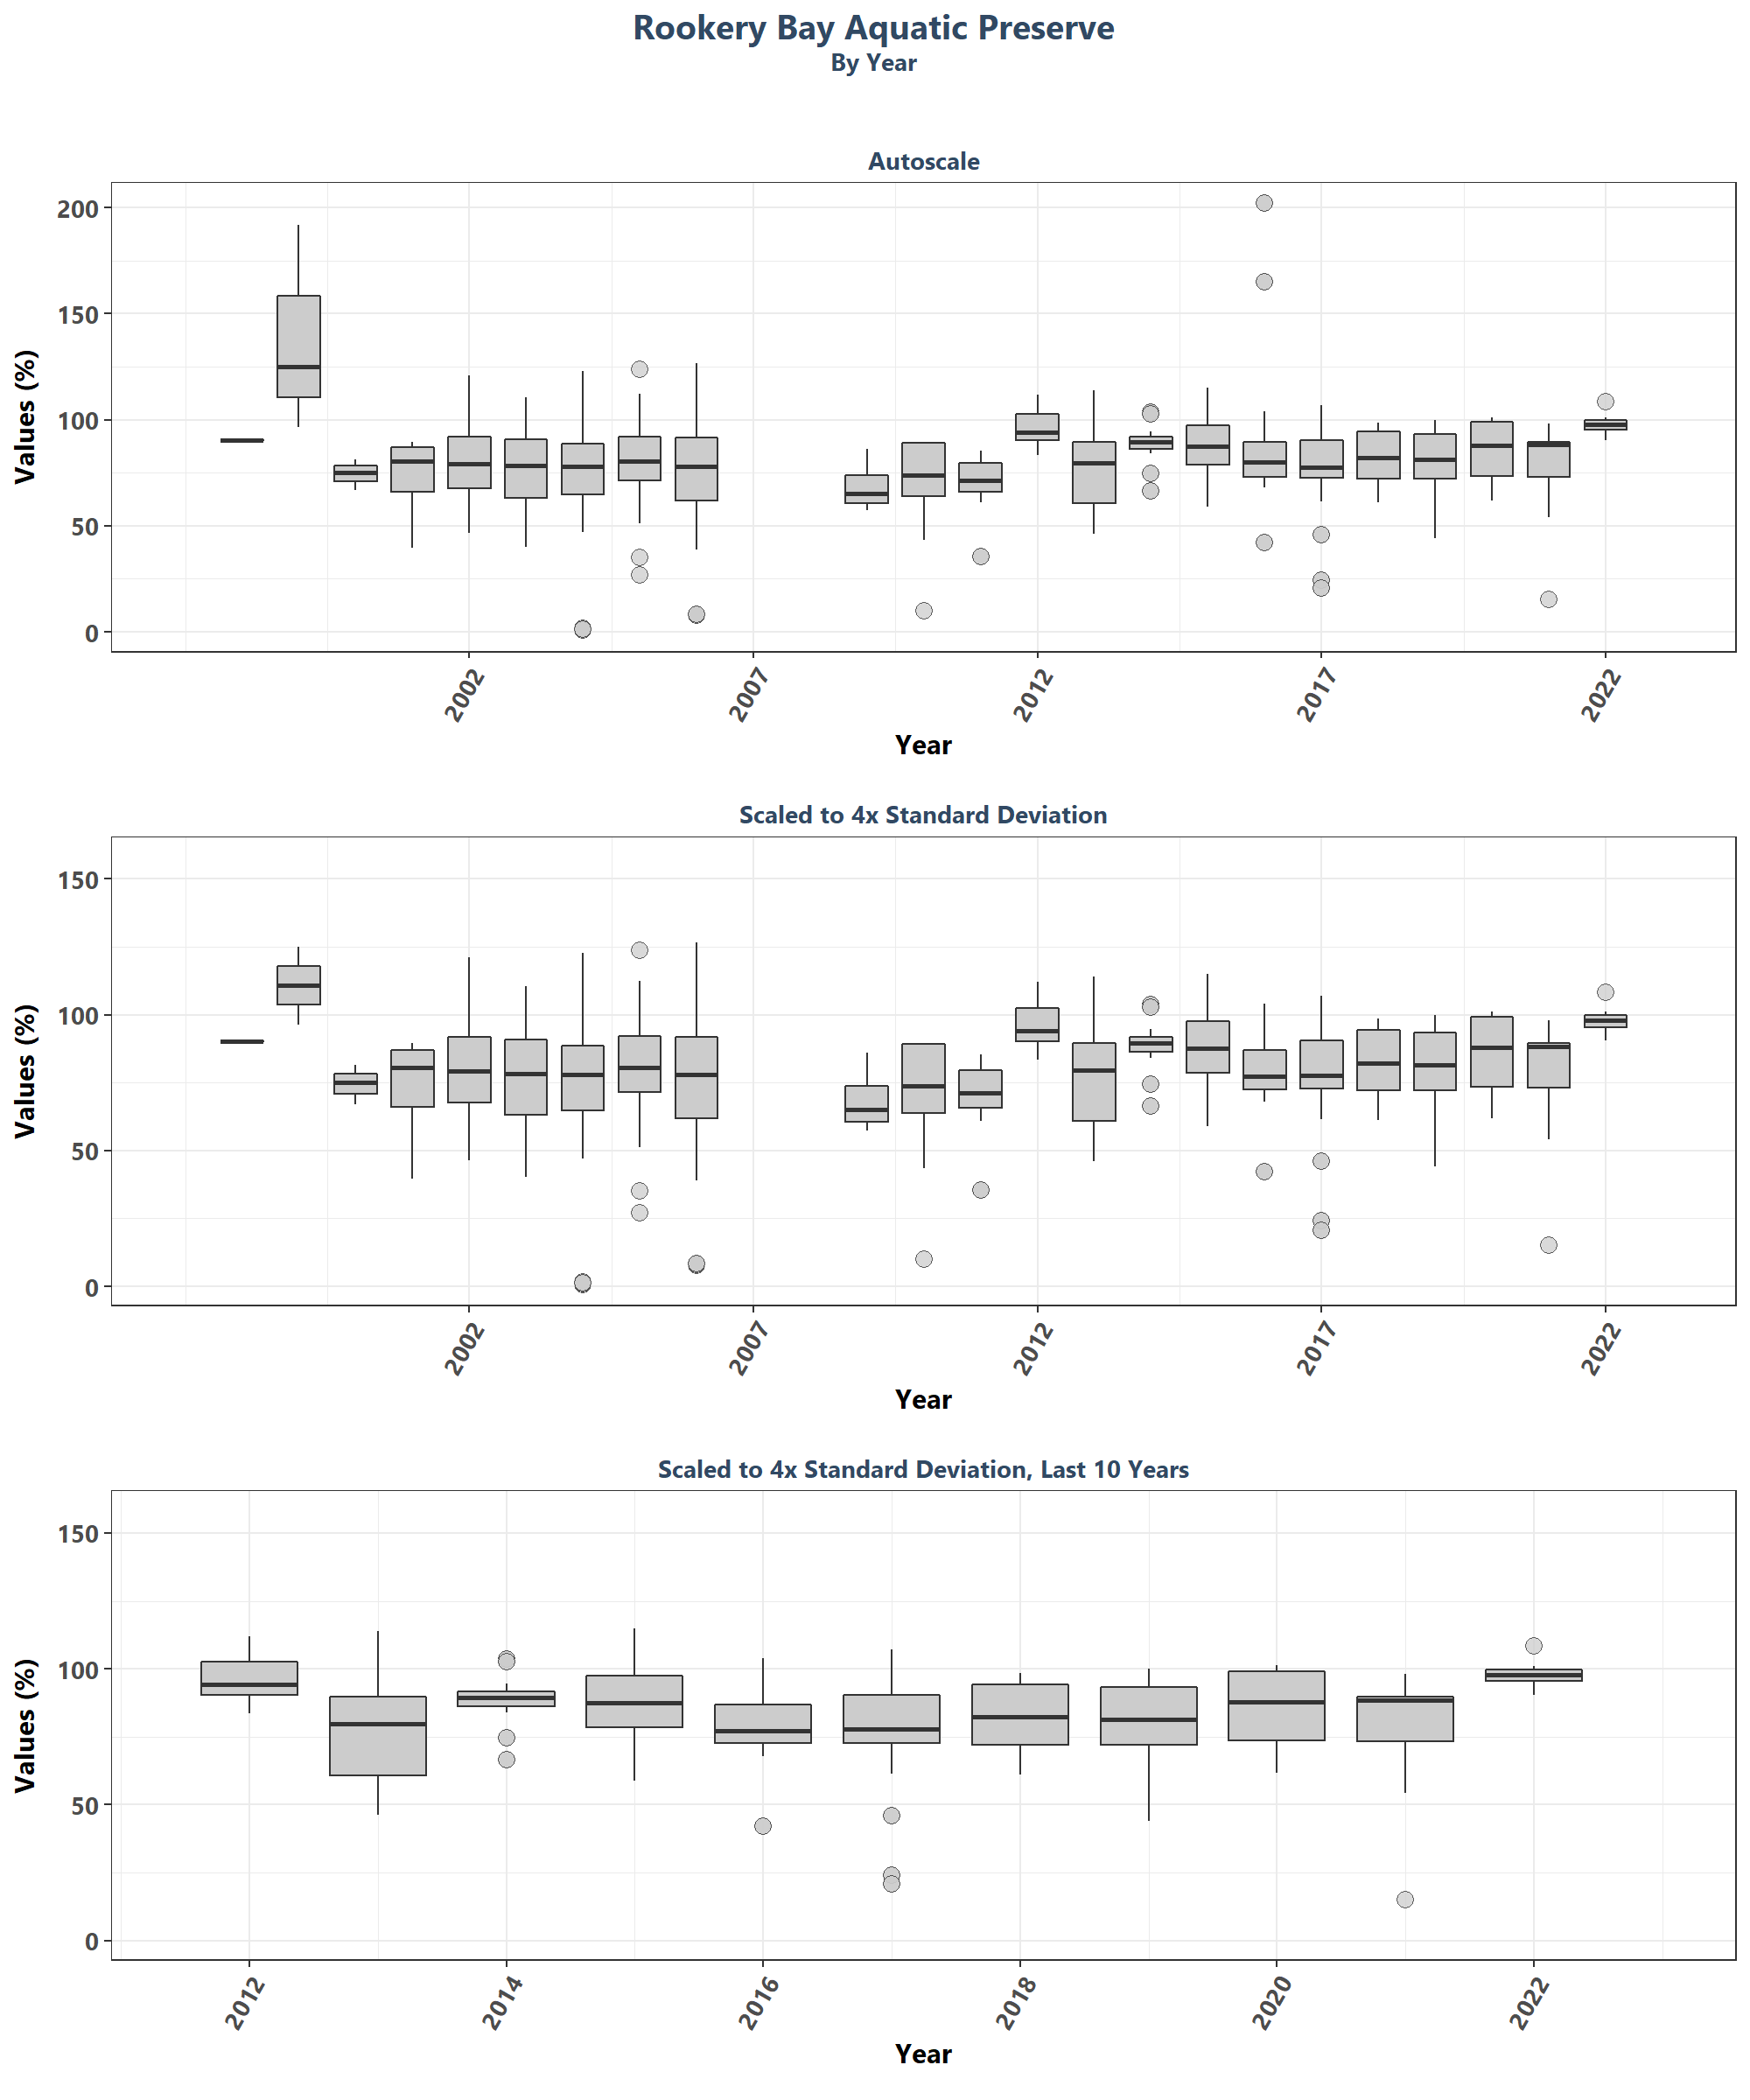 Rookery Bay Aquatic Preserve
By Year
Autoscale
Values (%)
200
150
100
50
0
2002
2007
2012
2017
2022
Year
Scaled to 4x Standard Deviation
Values (%)
150
100
50
0
2002
2007
2012
2017
2022
Year
Scaled to 4x Standard Deviation, Last 10 Years
Values (%)
150
100
50
0
2012
2014
2016
2018
2020
2022
Year